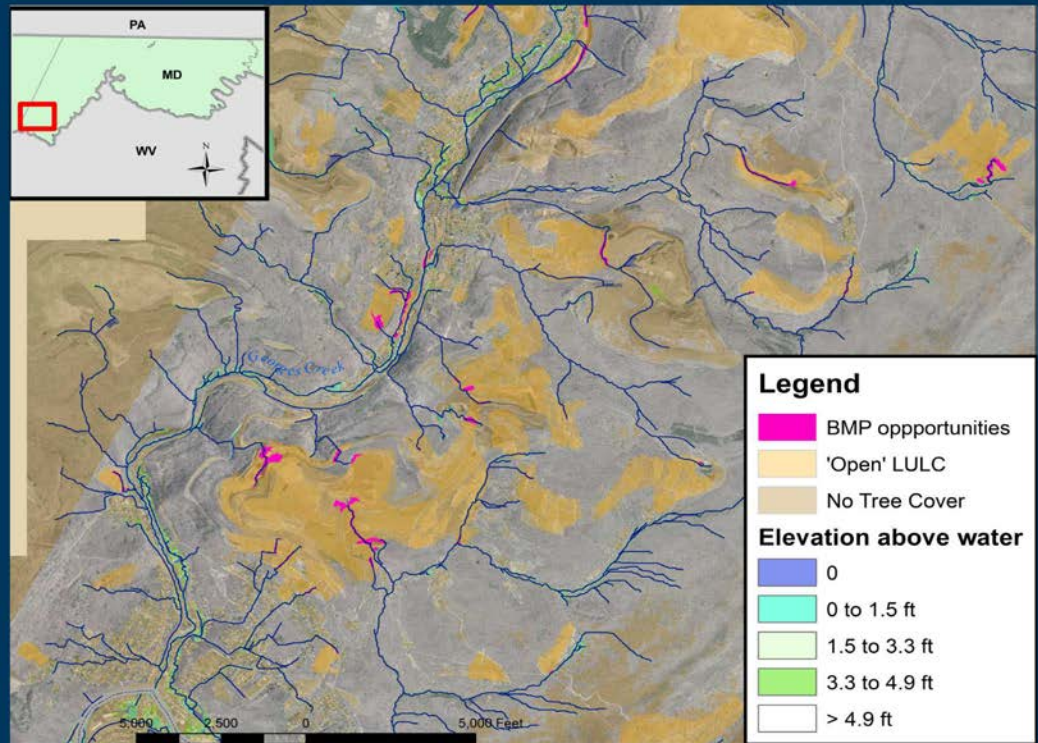 PA
MD
WV
N
Georges Creek
Legend
BMP oppportunities
'Open' LULC
No Tree Cover
Elevation above water
0
0 to 1.5 ft
1.5 to 3.3 ft
3.3 to 4.9 ft
> 4.9 ft
5,000 2,500 0 5,000 Feet